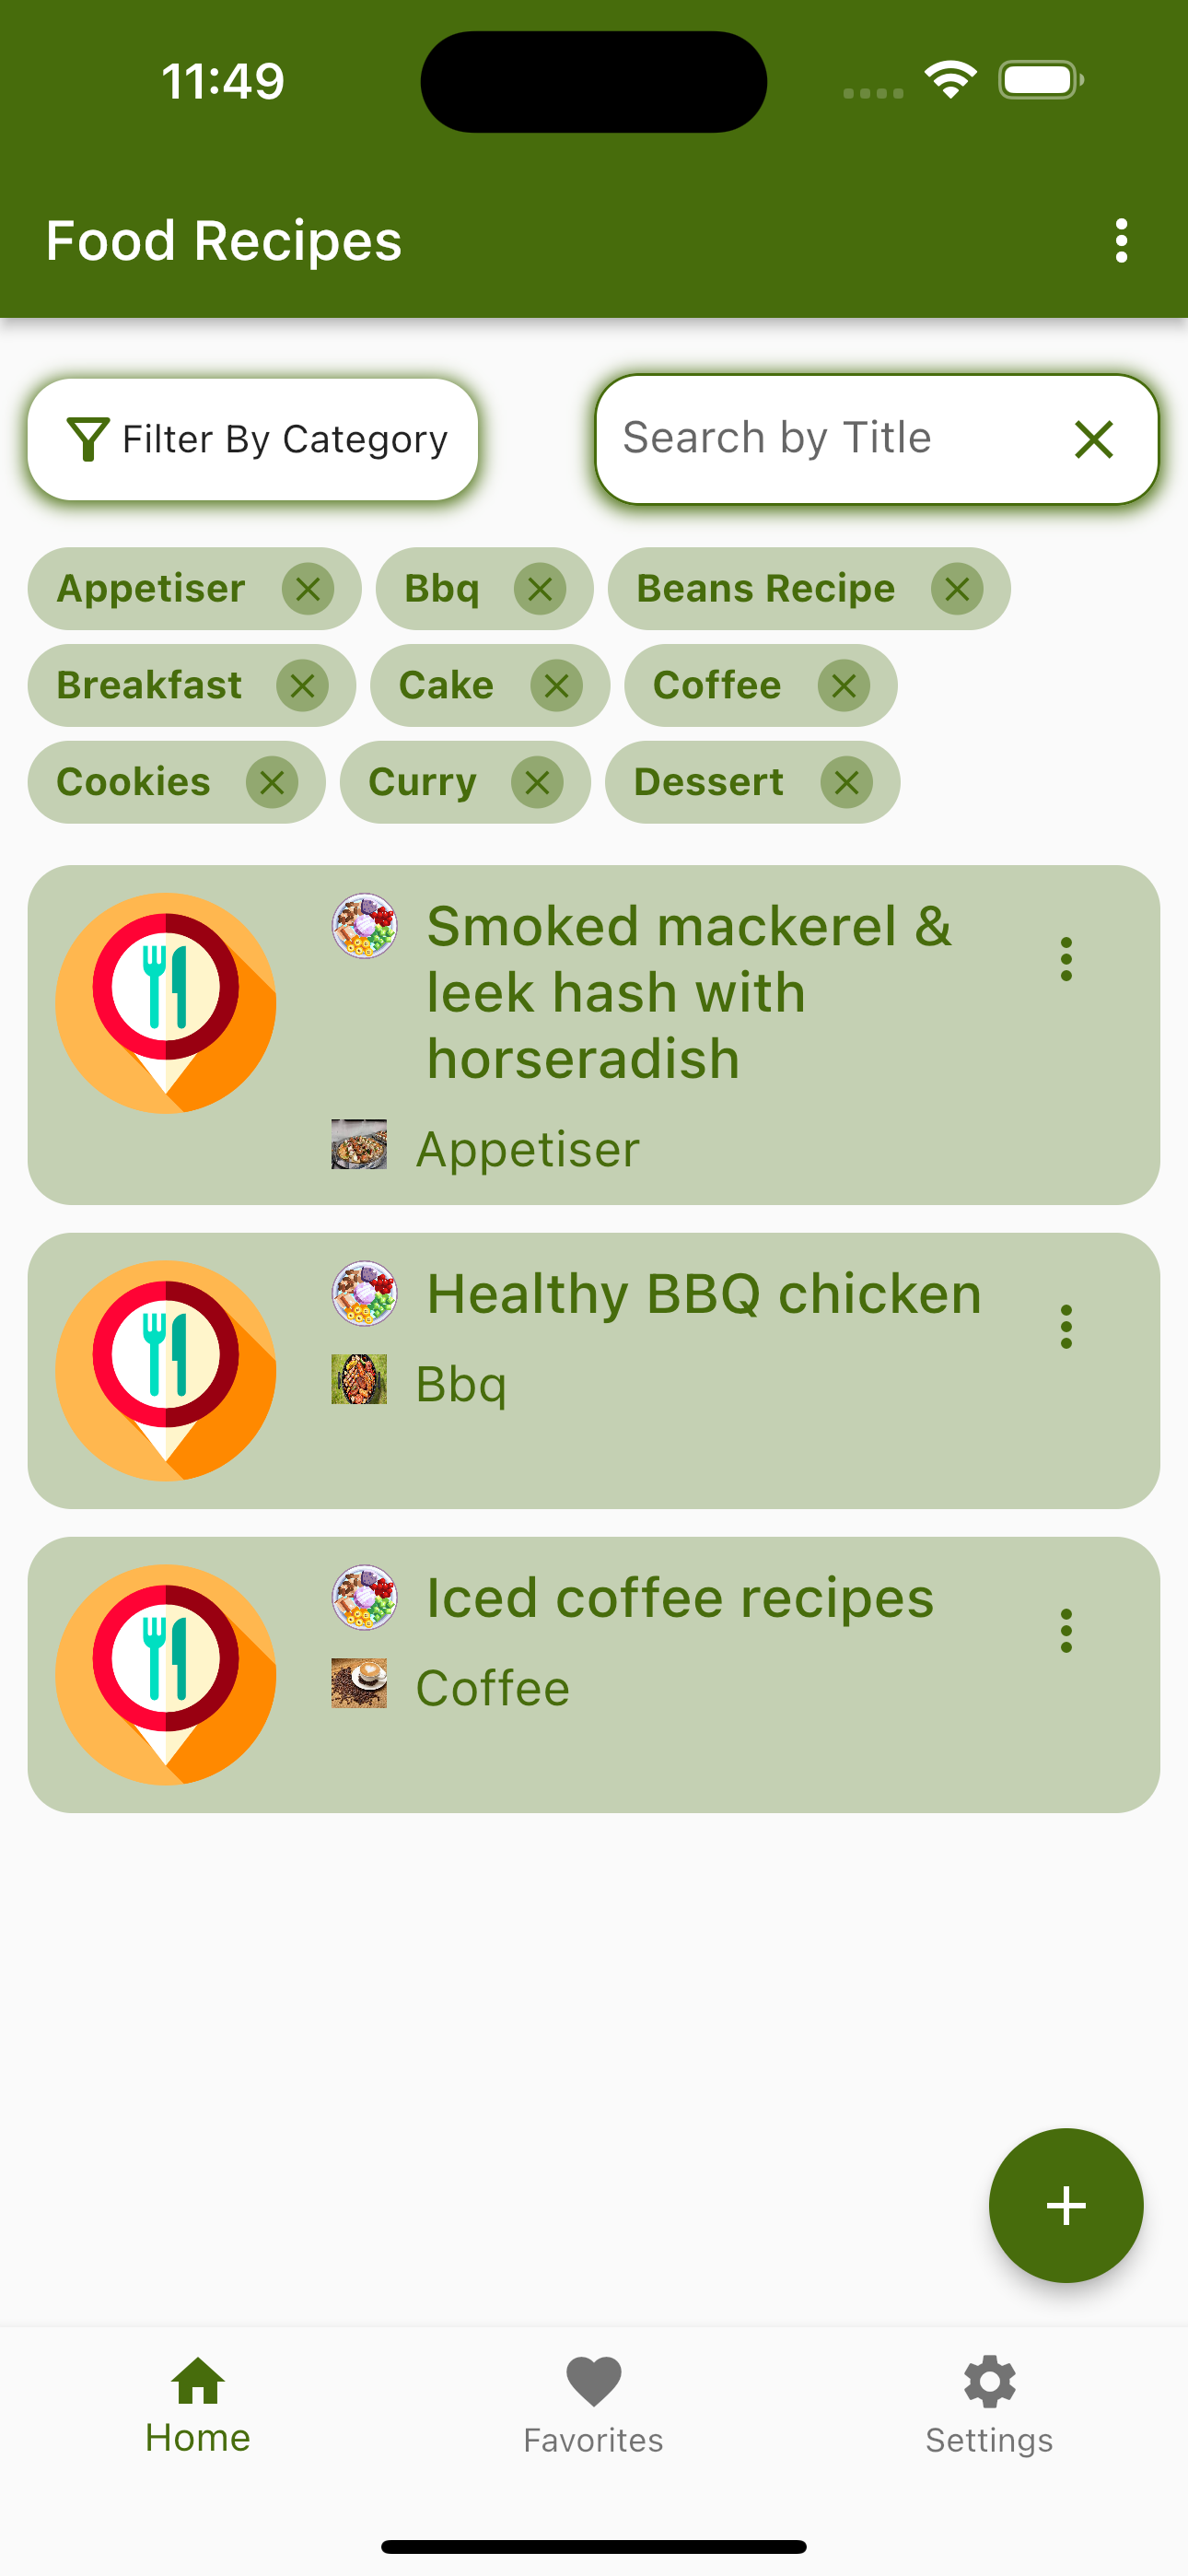 11:49
Food Recipes
Filter By Category
Search by Title
Appetiser
Bbq
Beans Recipe
Breakfast
Cake
Coffee
Cookies
Curry
Dessert
Smoked mackerel &
leek hash with
horseradish
Appetiser
Healthy BBQ chicken
Bbq
Iced coffee recipes
Coffee
Home
Favorites
Settings